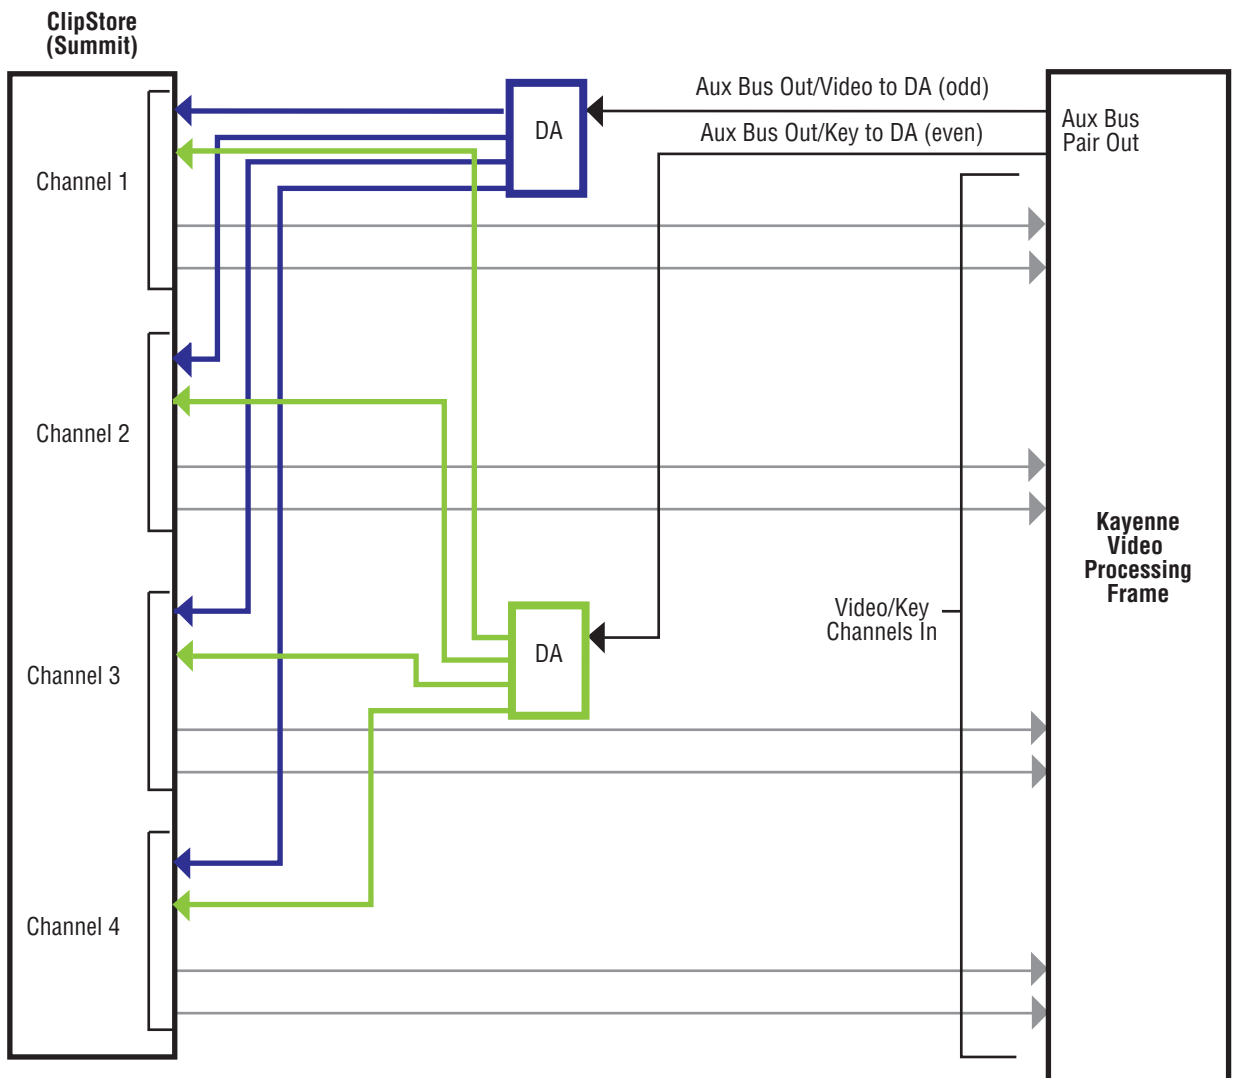 ClipStore
(Summit)
Aux Bus Out/Video to DA (odd)
Aux Bus Out/Key to DA (even)
Aux Bus
Pair Out
DA
Channel 1
Channel 2
Kayenne
Video
Processing
Frame
Video/Key
Channels In
DA
Channel 3
Channel 4